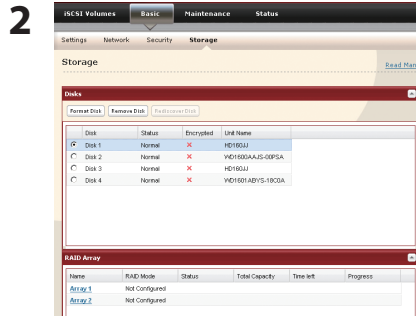 2
iSCSI Volumes Basic Maintenance Status
Settings Network Security Storage
Storage
Read Man
Disks
Format Disk Remove Disk Rediscover Disk
Disk Status Encrypted Unit Name
Disk 1 Normal HD160JJ
Disk 2 Normal WD1600AAJS-00PSA
Disk 3 Normal HD160JJ
Disk 4 Normal WD1601ABYS-18C0A
RAID Array
Name RAID Mode Status Total Capacity Time left Progress
Array 1 Not Configured
Array 2 Not Configured